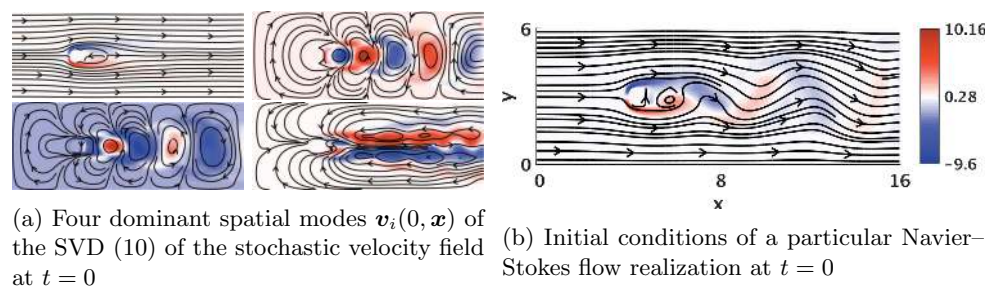 6
y
0
0
8
16
x
10.16
0.28
-9.6
(a) Four dominant spatial modes 𝒗ᵢ(0, 𝒙) of
the SVD (10) of the stochastic velocity field
at t = 0
(b) Initial conditions of a particular Navier–
Stokes flow realization at t = 0